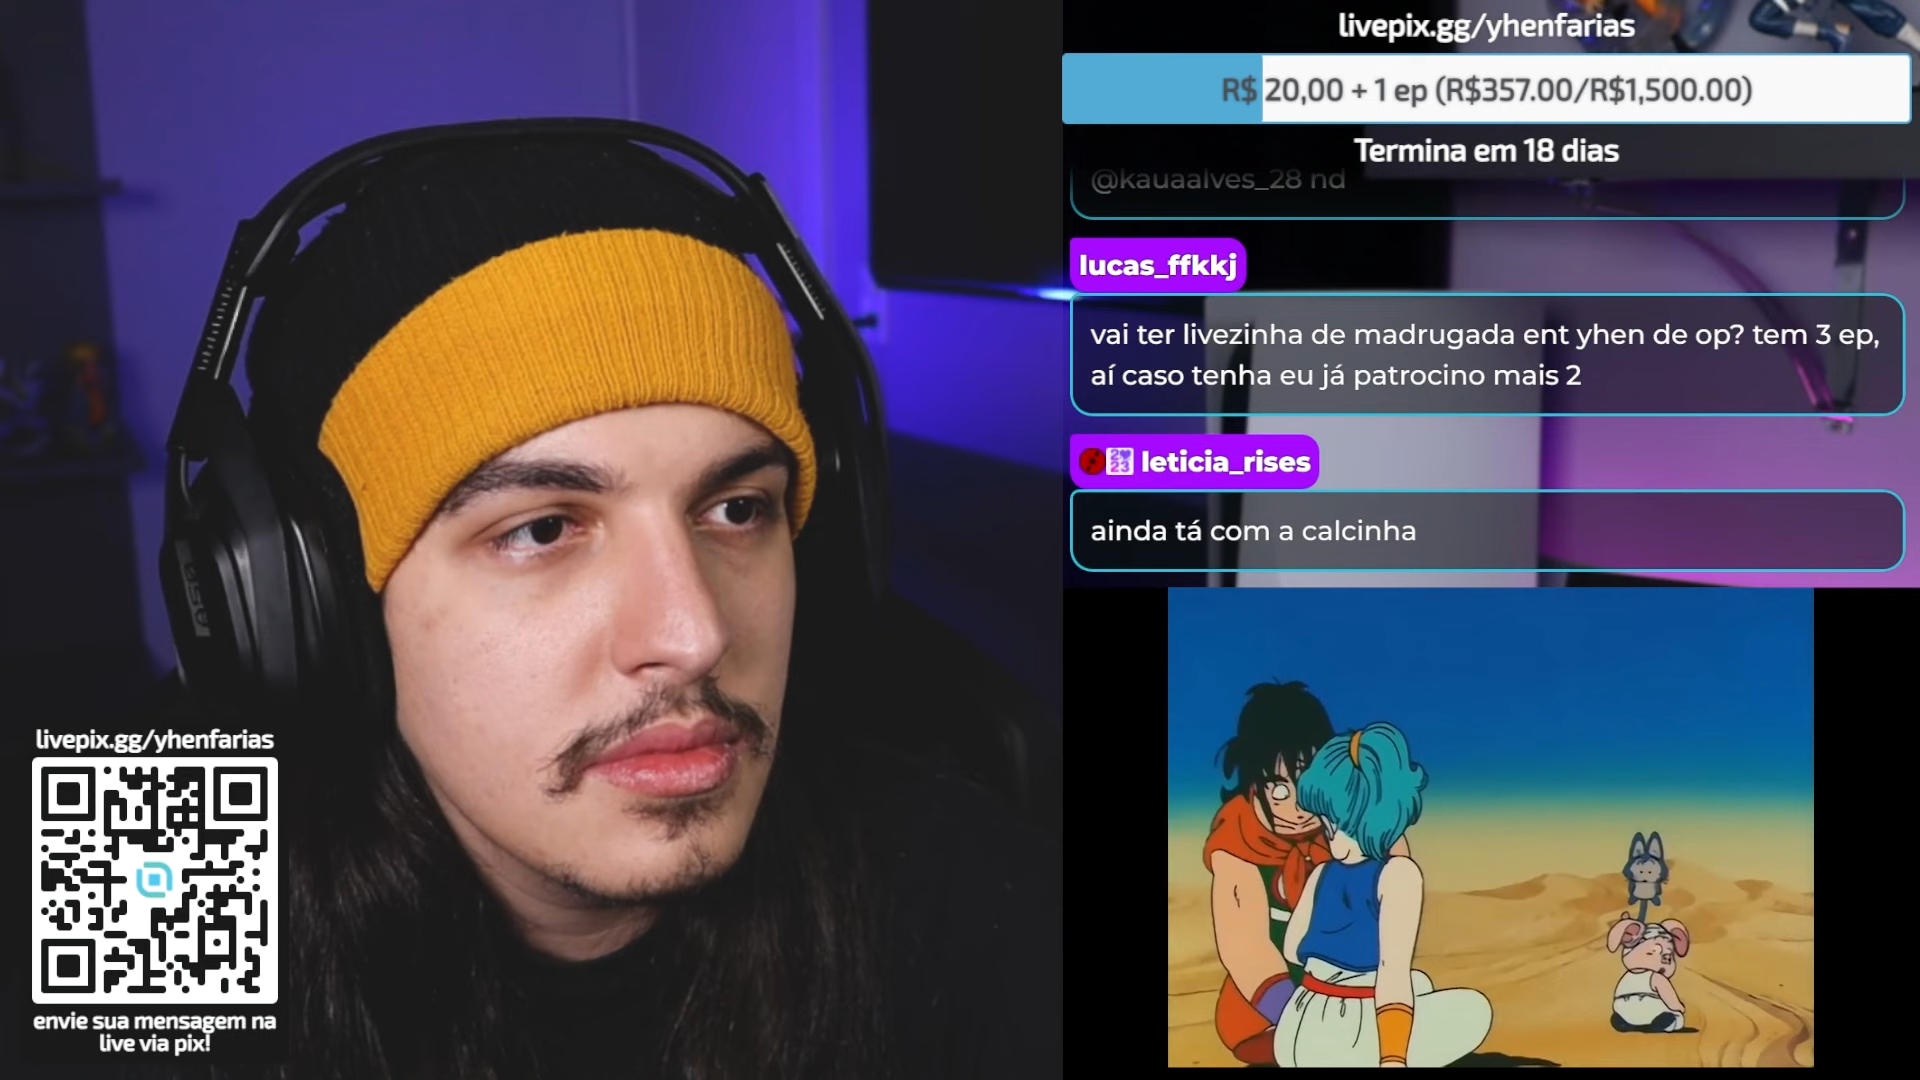 livepix.gg/yhenfarias
R$ 20,00 + 1 ep (R$357.00/R$1,500.00)
Termina em 18 dias
@kauaalves_28 nd
lucas_ffkkj
vai ter livezinha de madrugada ent yhen de op? tem 3 ep,
aí caso tenha eu já patrocino mais 2
leticia_rises
ainda tá com a calcinha
livepix.gg/yhenfarias
envie sua mensagem na
live via pix!